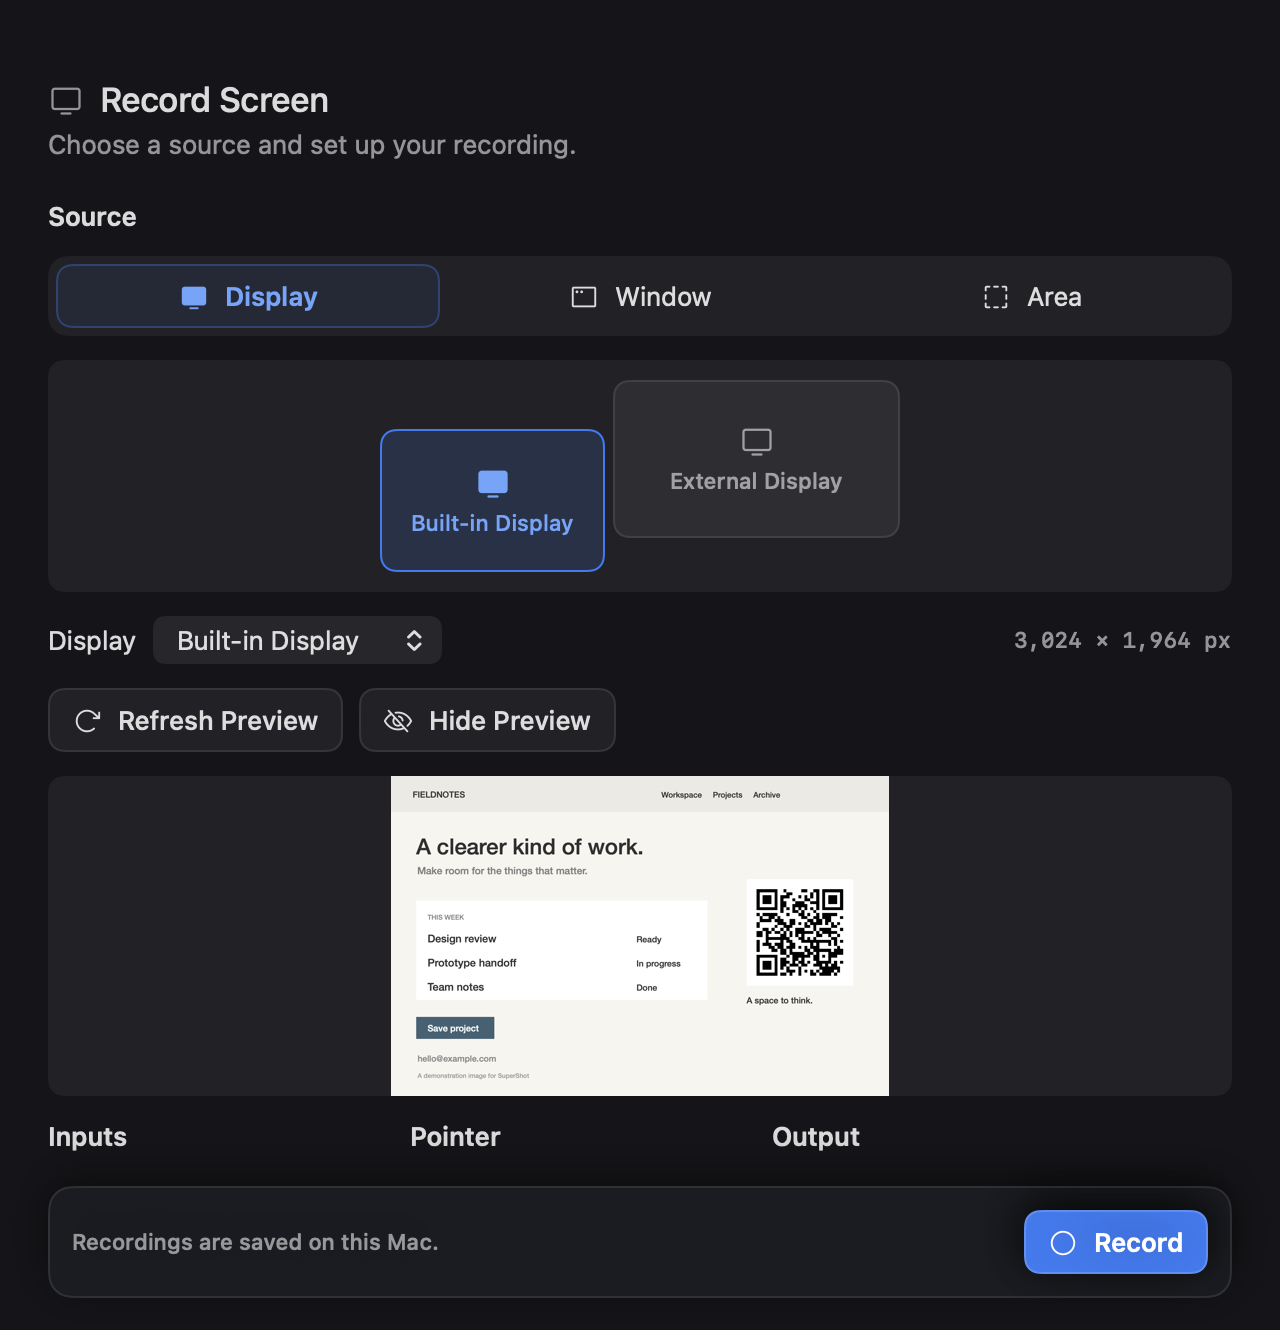 Record Screen
Choose a source and set up your recording.
Source
Display
Window
Area
Built-in Display
External Display
Display
Built-in Display
3,024 × 1,964 px
Refresh Preview
Hide Preview
FIELDNOTES
Workspace Projects Archive
A clearer kind of work.
Make room for the things that matter.
THIS WEEK
Design review Ready
Prototype handoff In progress
Team notes Done
A space to think.
Save project
hello@example.com
A demonstration image for SuperShot
Inputs
Pointer
Output
Recordings are saved on this Mac.
Record